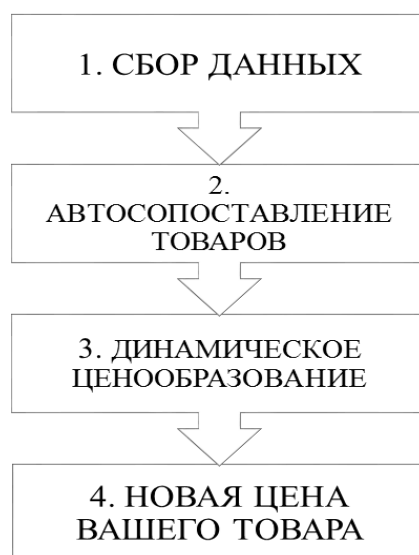 1. СБОР ДАННЫХ
2.
АВТОСОПОСТАВЛЕНИЕ
ТОВАРОВ
3. ДИНАМИЧЕСКОЕ
ЦЕНООБРАЗОВАНИЕ
4. НОВАЯ ЦЕНА
ВАШЕГО ТОВАРА